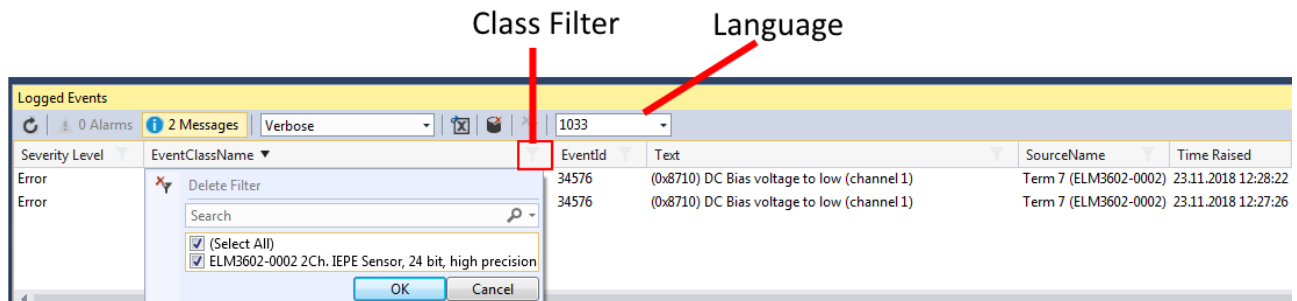 Class Filter Language
Logged Events
0 Alarms 2 Messages Verbose 1033
Severity Level EventClassName EventId Text SourceName Time Raised
Error 34576 (0x8710) DC Bias voltage to low (channel 1) Term 7 (ELM3602-0002) 23.11.2018 12:28:22
Error 34576 (0x8710) DC Bias voltage to low (channel 1) Term 7 (ELM3602-0002) 23.11.2018 12:27:26
Delete Filter
Search
(Select All)
ELM3602-0002 2Ch. IEPE Sensor, 24 bit, high precision
OK Cancel